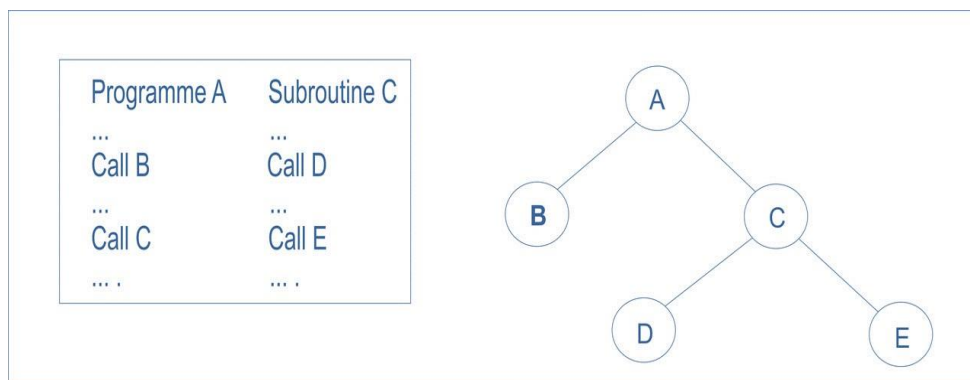 Programme A
...
Call B
...
Call C
... .
Subroutine C
...
Call D
...
Call E
... .
A
B
C
D
E